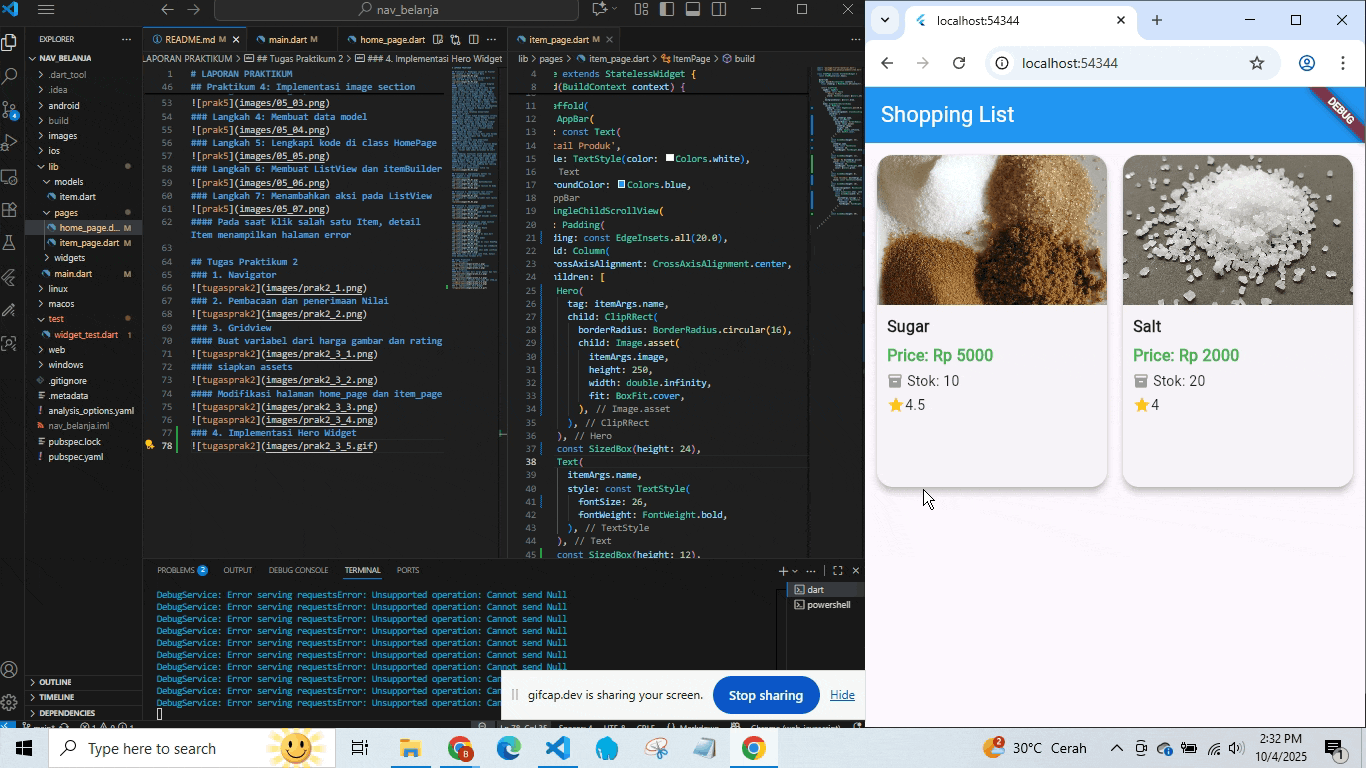 nav_belanja
EXPLORER
NAV_BELANJA
.dart_tool
.idea
android
build
images
ios
lib
models
item.dart
pages
home_page.d... M
item_page.dart M
widgets
main.dart M
linux
macos
test
widget_test.dart 1
web
windows
.gitignore
.metadata
analysis_options.yaml
nav_belanja.iml
pubspec.lock
pubspec.yaml
OUTLINE
TIMELINE
DEPENDENCIES
README.md M
main.dart M
home_page.dart
LAPORAN PRAKTIKUM > ## Tugas Praktikum 2 > ### 4. Implementasi Hero Widget
1 # LAPORAN PRAKTIKUM
46 ## Praktikum 4: Implementasi image section
53 ![prak5](images/05_03.png)
54 ### Langkah 4: Membuat data model
55 ![prak5](images/05_04.png)
56 ### Langkah 5: Lengkapi kode di class HomePage
57 ![prak5](images/05_05.png)
58 ### Langkah 6: Membuat ListView dan itemBuilder
59 ![prak5](images/05_06.png)
60 ### Langkah 7: Menambahkan aksi pada ListView
61 ![prak5](images/05_07.png)
62 #### Pada saat klik salah satu Item, detail
Item menampilkan halaman error
63
64 ## Tugas Praktikum 2
65 ### 1. Navigator
66 ![tugasprak2](images/prak2_1.png)
67 ### 2. Pembacaan dan penerimaan Nilai
68 ![tugasprak2](images/prak2_2.png)
69 ### 3. Gridview
70 #### Buat variabel dari harga gambar dan rating
71 ![tugasprak2](images/prak2_3_1.png)
72 #### siapkan assets
73 ![tugasprak2](images/prak2_3_2.png)
74 #### Modifikasi halaman home_page dan item_page
75 ![tugasprak2](images/prak2_3_3.png)
76 ![tugasprak2](images/prak2_3_4.png)
77 ### 4. Implementasi Hero Widget
78 ![tugasprak2](images/prak2_3_5.gif)
item_page.dart M
lib > pages > item_page.dart > ItemPage > build
4 e extends StatelessWidget {
8 d(BuildContext context) {
11 affold(
12 AppBar(
13 : const Text(
14 tail Produk',
15 le: TextStyle(color: Colors.white),
16 Text
17 roundColor: Colors.blue,
18 ppBar
19 ingleChildScrollView(
20 : Padding(
21 ing: const EdgeInsets.all(20.0),
22 ld: Column(
23 rossAxisAlignment: CrossAxisAlignment.center,
24 hildren: [
25 Hero(
26 tag: itemArgs.name,
27 child: ClipRRect(
28 borderRadius: BorderRadius.circular(16),
29 child: Image.asset(
30 itemArgs.image,
31 height: 250,
32 width: double.infinity,
33 fit: BoxFit.cover,
34 ), // Image.asset
35 ), // ClipRRect
36 ), // Hero
37 const SizedBox(height: 24),
38 Text(
39 itemArgs.name,
40 style: const TextStyle(
41 fontSize: 26,
42 fontWeight: FontWeight.bold,
43 ), // TextStyle
44 ), // Text
45 const SizedBox(height: 12),
PROBLEMS 2 OUTPUT DEBUG CONSOLE TERMINAL PORTS
DebugService: Error serving requestsError: Unsupported operation: Cannot send Null
DebugService: Error serving requestsError: Unsupported operation: Cannot send Null
DebugService: Error serving requestsError: Unsupported operation: Cannot send Null
DebugService: Error serving requestsError: Unsupported operation: Cannot send Null
DebugService: Error serving requestsError: Unsupported operation: Cannot send Null
DebugService: Error serving requestsError: Unsupported operation: Cannot send Null
DebugService: Error serving requestsError: Unsupported operation: Cannot
DebugService: Error serving requestsError: Unsupported operation: Cann
DebugService: Error serving requestsError: Unsupported operation: Cann
DebugService: Error serving requestsError: Unsupported operation: Cann
dart
powershell
gifcap.dev is sharing your screen. Stop sharing Hide
localhost:54344
localhost:54344
Shopping List
DEBUG
Sugar
Price: Rp 5000
Stok: 10
4.5
Salt
Price: Rp 2000
Stok: 20
4
Type here to search
2
30°C Cerah
2:32 PM
10/4/2025
1